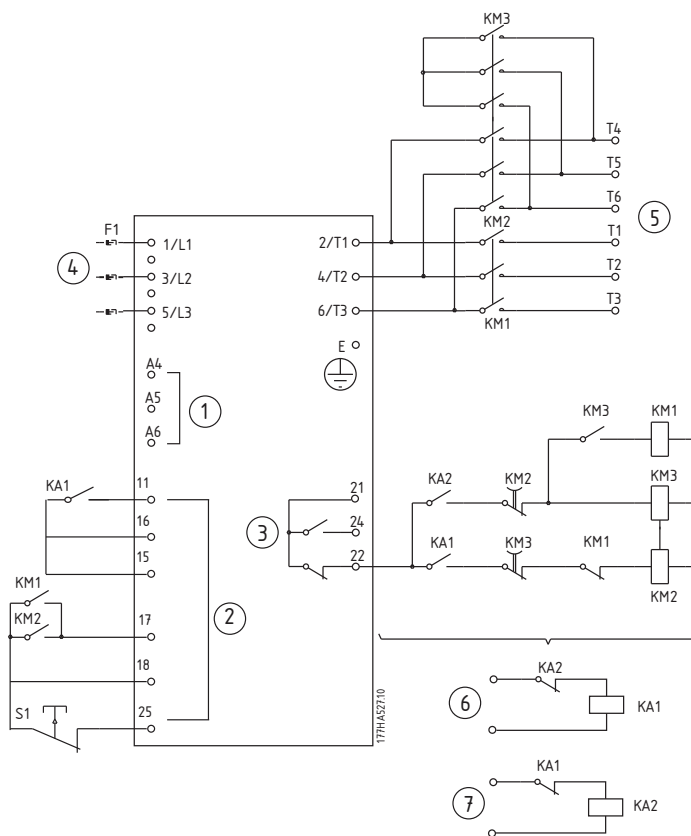 KM3
T4
T5
T6
5
KM2
F1
1/L1
2/T1
T1
4
3/L2
4/T2
T2
5/L3
6/T3
KM1
T3
E
A4
A5
1
A6
KM3
KM1
KA1
11
21
KA2
KM2
KM3
16
3
24
15
22
KA1
KM3
KM1
KM2
KM1
KM2
17
2
18
S1
25
177HA527.10
KA2
6
KA1
KA1
7
KA2